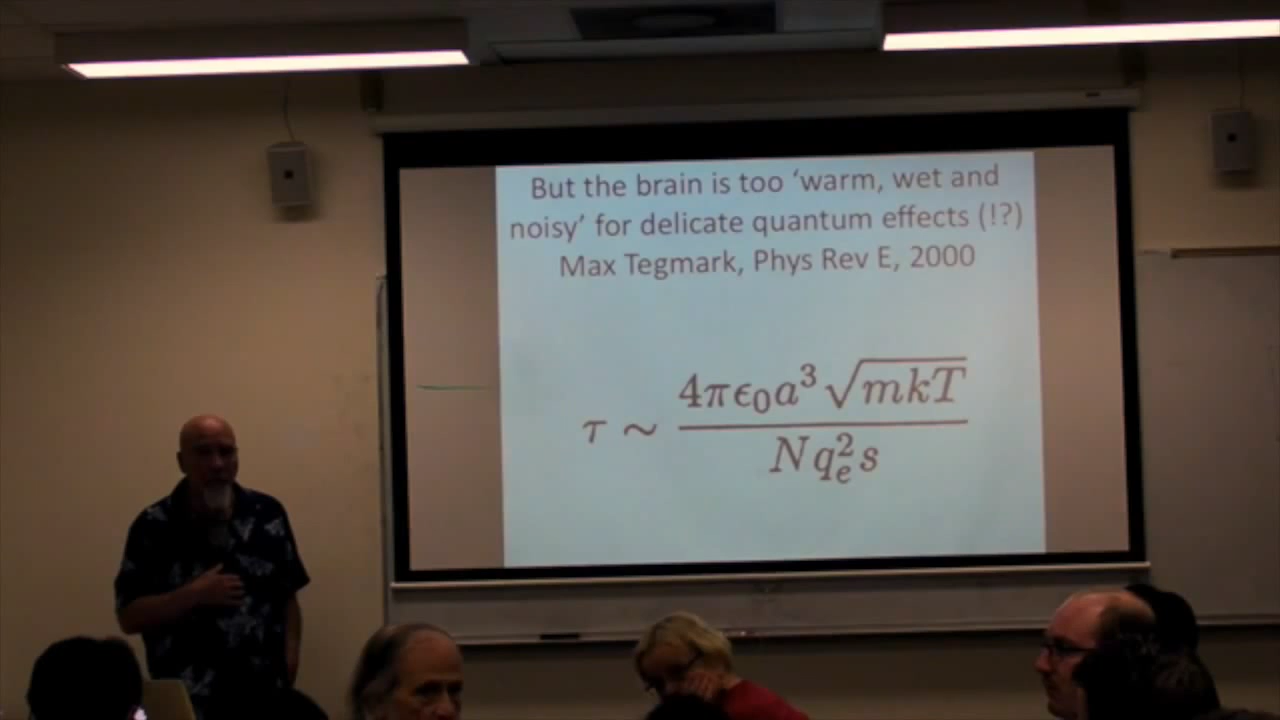 But the brain is too ‘warm, wet and
noisy’ for delicate quantum effects (!?)
Max Tegmark, Phys Rev E, 2000
τ ~ 4πϵ₀a³√mkT / Nqₑ²s